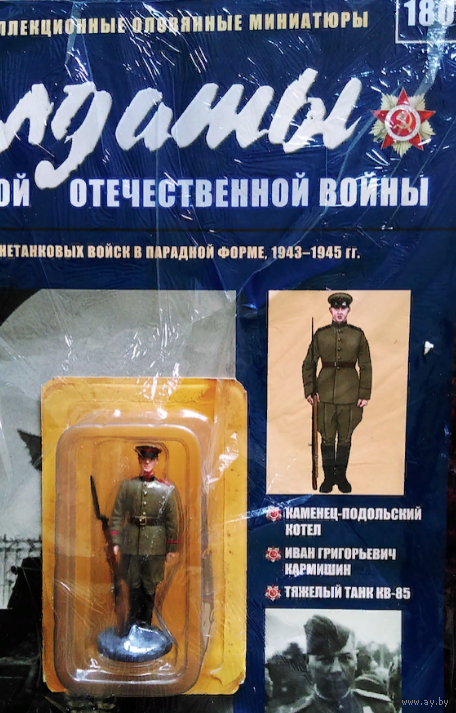 ЛЛЕКЦИОННЫЕ ОЛОВЯННЫЕ МИНИАТЮРЫ
180
лдаты
ОЙ ОТЕЧЕСТВЕННОЙ ВОЙНЫ
НЕТАНКОВЫХ ВОЙСК В ПАРАДНОЙ ФОРМЕ, 1943–1945 гг.
КАМЕНЕЦ-ПОДОЛЬСКИЙ
КОТЕЛ
ИВАН ГРИГОРЬЕВИЧ
КАРМИШИН
ТЯЖЕЛЫЙ ТАНК КВ-85
www.ay.by